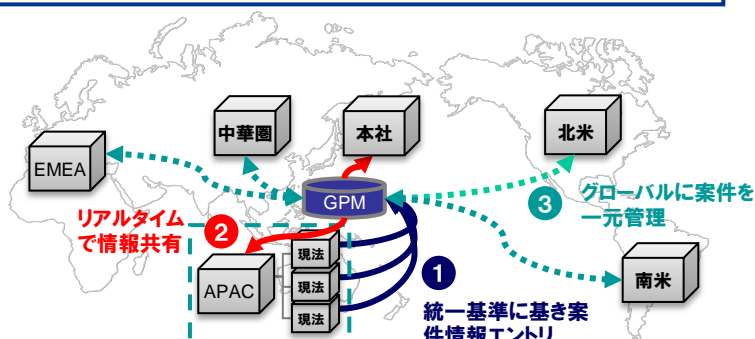 中華圏
本社
北米
EMEA
GPM
グローバルに案件を
3
一元管理
リアルタイム
で情報共有
2
現法
APAC
現法
現法
1
南米
統一基準に基き案
件情報エントリ